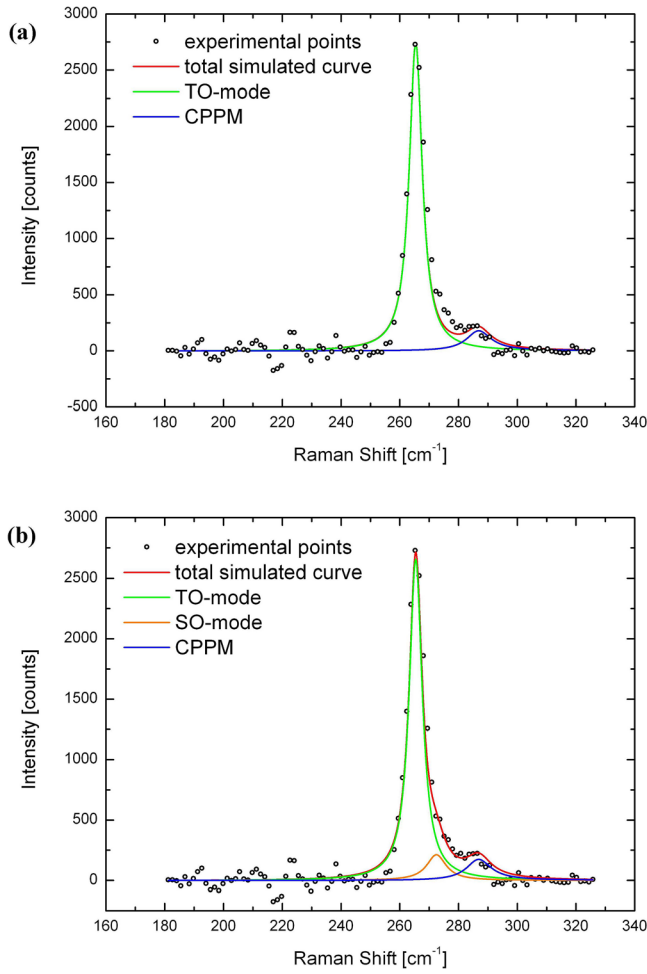 (a)
3000
2500
2000
1500
1000
500
0
-500
experimental points
total simulated curve
TO-mode
CPPM
Intensity [counts]
160 180 200 220 240 260 280 300 320 340
Raman Shift [cm⁻¹]
(b)
3000
2500
2000
1500
1000
500
0
-500
experimental points
total simulated curve
TO-mode
SO-mode
CPPM
Intensity [counts]
160 180 200 220 240 260 280 300 320 340
Raman Shift [cm⁻¹]